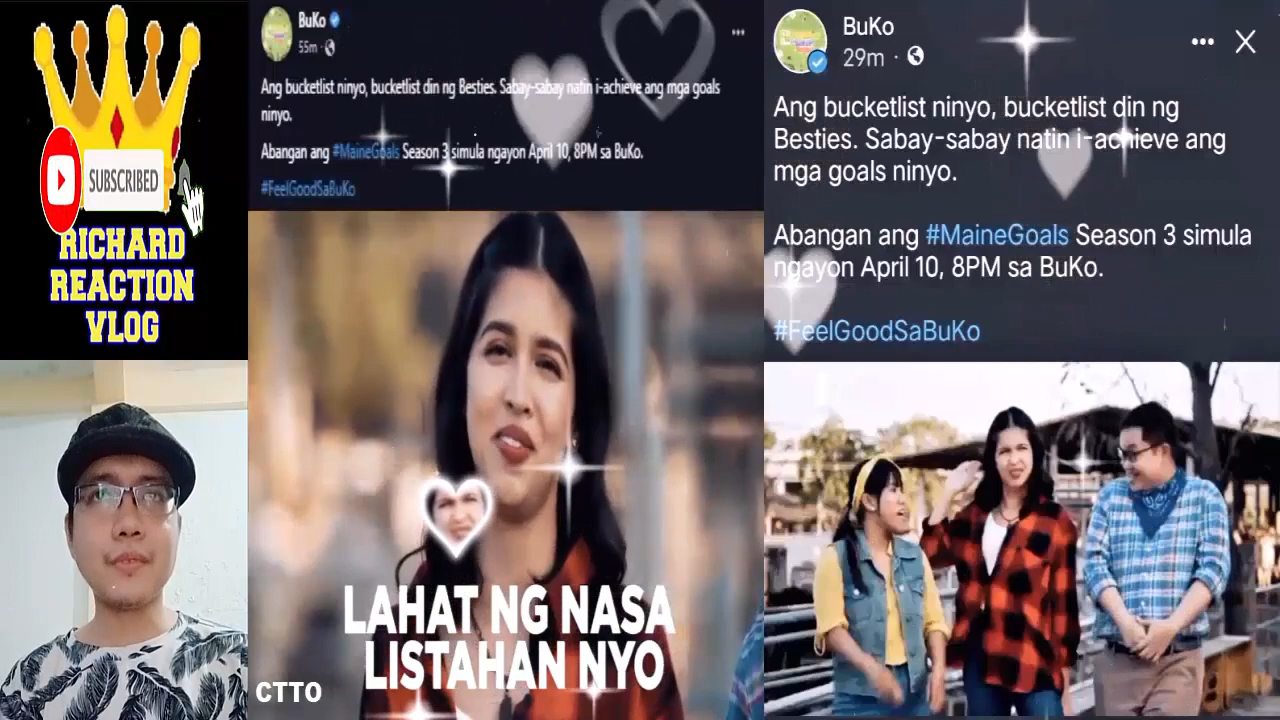 SUBSCRIBED
RICHARD
REACTION
VLOG
BuKo
55m ·
Ang bucketlist ninyo, bucketlist din ng Besties. Sabay-sabay natin i-achieve ang mga goals
ninyo.
Abangan ang #MaineGoals Season 3 simula ngayon April 10, 8PM sa BuKo.
#FeelGoodSaBuKo
LAHAT NG NASA
LISTAHAN NYO
CTTO
BuKo
29m ·
Ang bucketlist ninyo, bucketlist din ng
Besties. Sabay-sabay natin i-achieve ang
mga goals ninyo.
Abangan ang #MaineGoals Season 3 simula
ngayon April 10, 8PM sa BuKo.
#FeelGoodSaBuKo